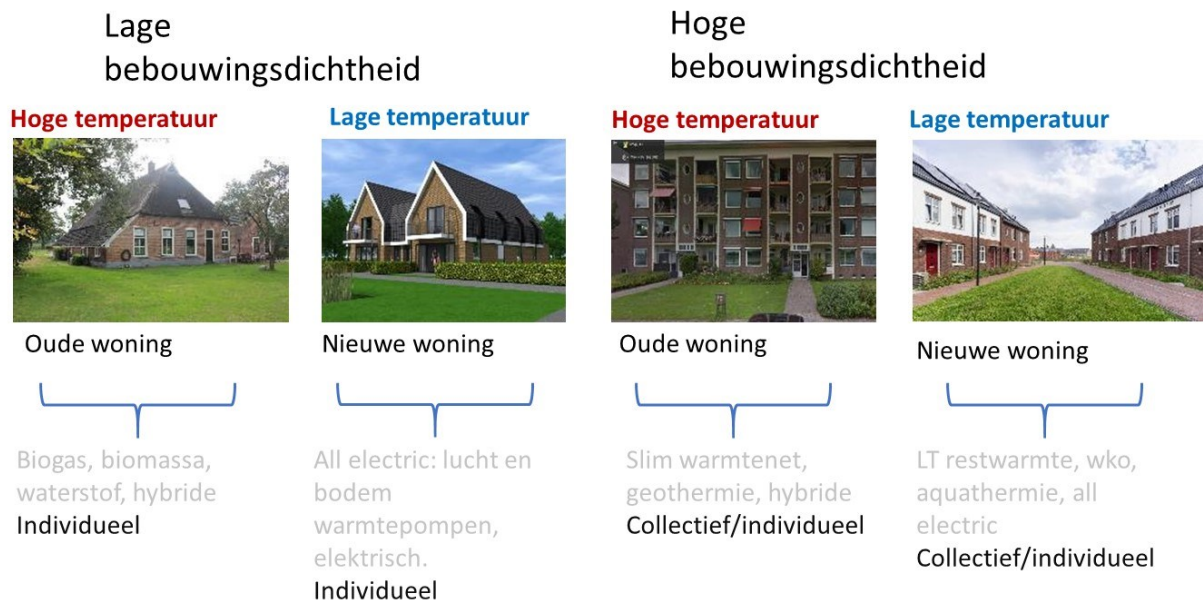 Lage
bebouwingsdichtheid
Hoge
bebouwingsdichtheid
Hoge temperatuur
Lage temperatuur
Hoge temperatuur
Lage temperatuur
Oude woning
Nieuwe woning
Oude woning
Nieuwe woning
Biogas, biomassa,
waterstof, hybride
Individueel
All electric: lucht en
bodem
warmtepompen,
elektrisch.
Individueel
Slim warmtenet,
geothermie, hybride
Collectief/individueel
LT restwarmte, wko,
aquathermie, all
electric
Collectief/individueel